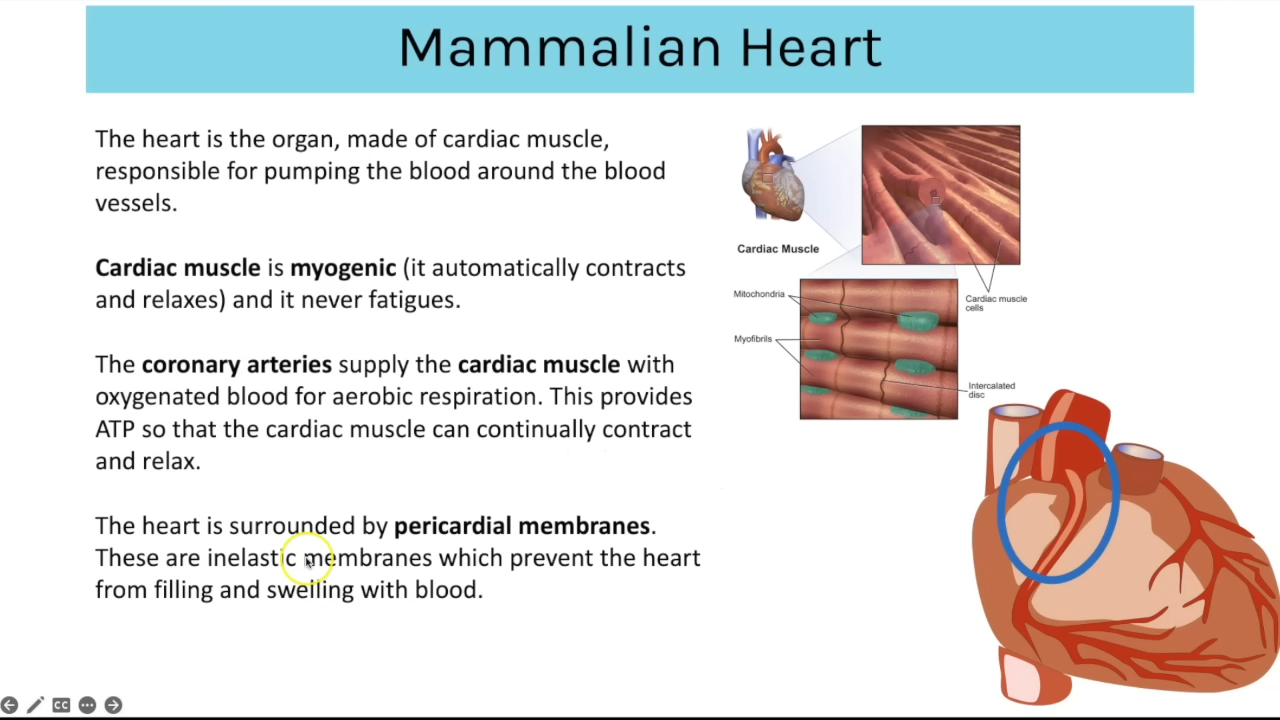 Mammalian Heart
The heart is the organ, made of cardiac muscle,
responsible for pumping the blood around the blood
vessels.
Cardiac muscle is myogenic (it automatically contracts
and relaxes) and it never fatigues.
The coronary arteries supply the cardiac muscle with
oxygenated blood for aerobic respiration. This provides
ATP so that the cardiac muscle can continually contract
and relax.
The heart is surrounded by pericardial membranes.
These are inelastic membranes which prevent the heart
from filling and swelling with blood.
Cardiac Muscle
Cardiac muscle
cells
Mitochondria
Myofibrils
Intercalated
disc
CC